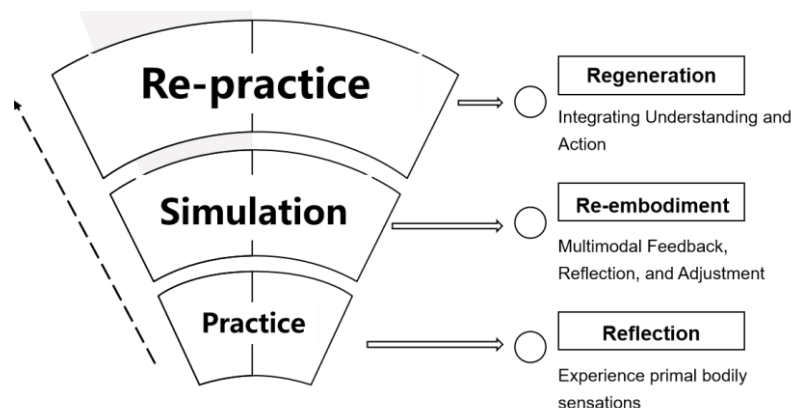 Re-practice
Regeneration
Integrating Understanding and
Action
Simulation
Re-embodiment
Multimodal Feedback,
Reflection, and Adjustment
Practice
Reflection
Experience primal bodily
sensations